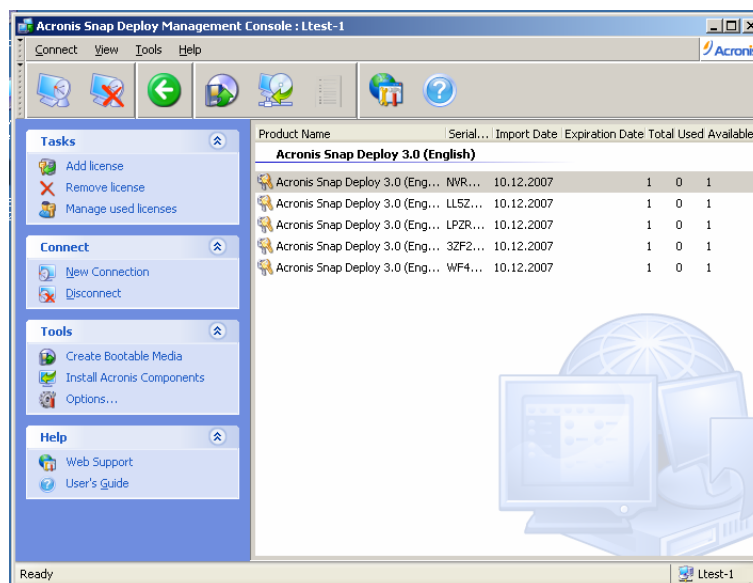 Acronis Snap Deploy Management Console : Ltest-1
Connect View Tools Help
Acronis
Tasks
Add license
Remove license
Manage used licenses
Connect
New Connection
Disconnect
Tools
Create Bootable Media
Install Acronis Components
Options...
Help
Web Support
User's Guide
Product Name Serial... Import Date Expiration Date Total Used Available
Acronis Snap Deploy 3.0 (English)
Acronis Snap Deploy 3.0 (Eng... NVR... 10.12.2007 1 0 1
Acronis Snap Deploy 3.0 (Eng... LL5Z... 10.12.2007 1 0 1
Acronis Snap Deploy 3.0 (Eng... LPZR... 10.12.2007 1 0 1
Acronis Snap Deploy 3.0 (Eng... 3ZF2... 10.12.2007 1 0 1
Acronis Snap Deploy 3.0 (Eng... WF4... 10.12.2007 1 0 1
Ready
Ltest-1